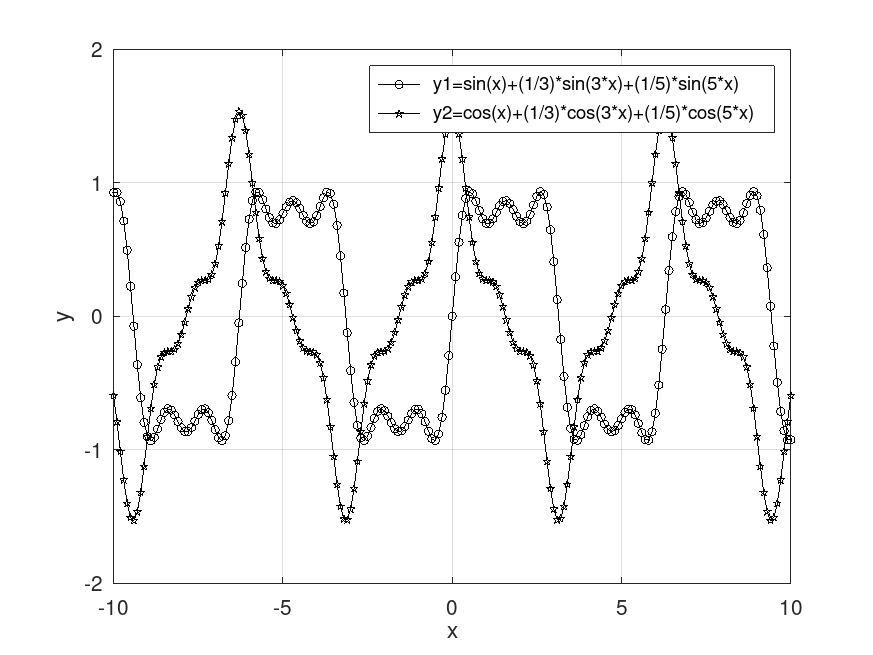 2
y1=sin(x)+(1/3)*sin(3*x)+(1/5)*sin(5*x)
y2=cos(x)+(1/3)*cos(3*x)+(1/5)*cos(5*x)
1
y
0
-1
-2
-10 -5 0 5 10
x